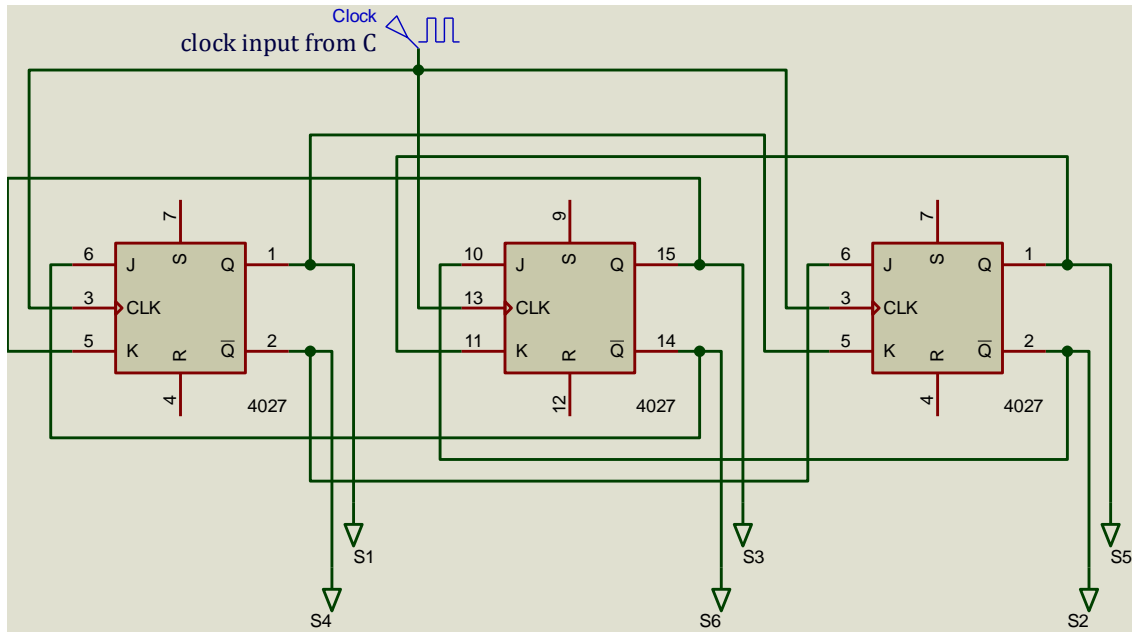 Clock
clock input from C
7
9
7
6
J
S
Q
1
10
J
S
Q
15
6
J
S
Q
1
3
CLK
13
CLK
3
CLK
5
K
R
Q
2
11
K
R
Q
14
5
K
R
Q
2
4
4027
12
4027
4
4027
S1
S3
S5
S4
S6
S2